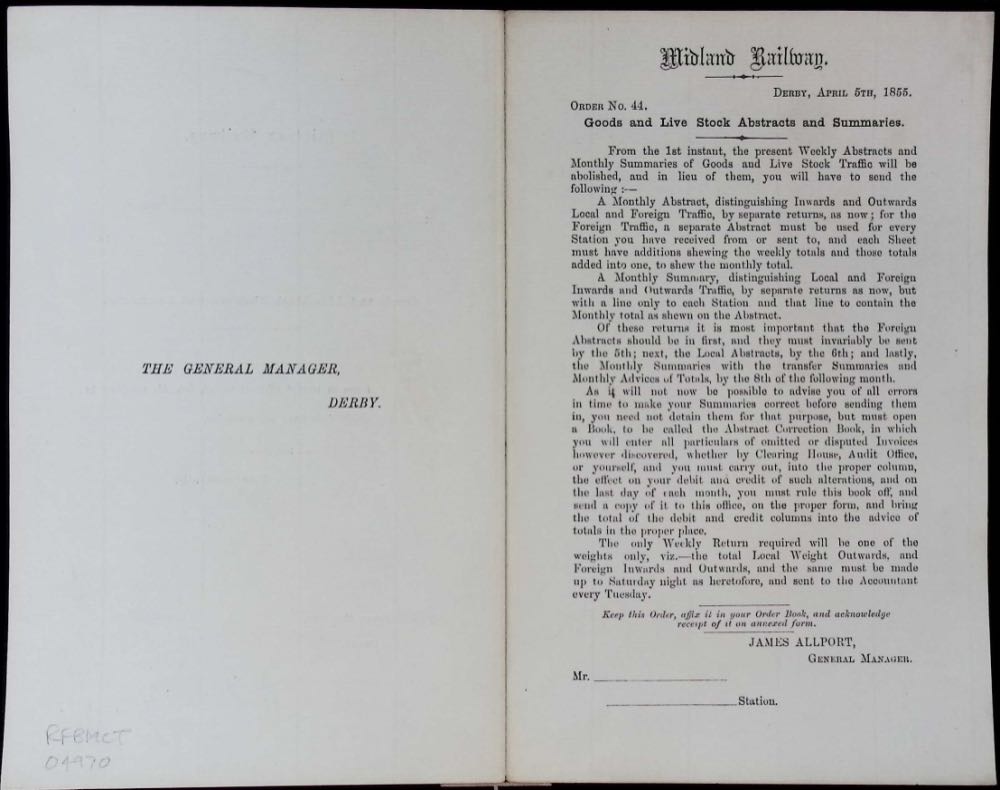 THE GENERAL MANAGER,
DERBY.
RFBMCT
04970
Midland Railway.
DERBY, APRIL 5TH, 1855.
ORDER NO. 44.
Goods and Live Stock Abstracts and Summaries.
From the 1st instant, the present Weekly Abstracts and
Monthly Summaries of Goods and Live Stock Traffic will be
abolished, and in lieu of them, you will have to send the
following :—
A Monthly Abstract, distinguishing Inwards and Outwards
Local and Foreign Traffic, by separate returns, as now; for the
Foreign Traffic, a separate Abstract must be used for every
Station you have received from or sent to, and each Sheet
must have additions shewing the weekly totals and those totals
added into one, to shew the monthly total.
A Monthly Summary, distinguishing Local and Foreign
Inwards and Outwards Traffic, by separate returns as now, but
with a line only to each Station and that line to contain the
Monthly total as shewn on the Abstract.
Of these returns it is most important that the Foreign
Abstracts should be in first, and they must invariably be sent
by the 5th; next, the Local Abstracts, by the 6th; and lastly,
the Monthly Summaries with the transfer Summaries and
Monthly Advices of Totals, by the 8th of the following month.
As it will not now be possible to advise you of all errors
in time to make your Summaries correct before sending them
in, you need not detain them for that purpose, but must open
a Book, to be called the Abstract Correction Book, in which
you will enter all particulars of omitted or disputed Invoices
however discovered, whether by Clearing House, Audit Office,
or yourself, and you must carry out, into the proper column,
the effect on your debit and credit of such alterations, and on
the last day of each month, you must rule this book off, and
send a copy of it to this office, on the proper form, and bring
the total of the debit and credit columns into the advice of
totals in the proper place.
The only Weekly Return required will be one of the
weights only, viz.—the total Local Weight Outwards, and
Foreign Inwards and Outwards, and the same must be made
up to Saturday night as heretofore, and sent to the Accountant
every Tuesday.
Keep this Order, affix it in your Order Book, and acknowledge
receipt of it on annexed form.
JAMES ALLPORT,
GENERAL MANAGER.
Mr.
Station.